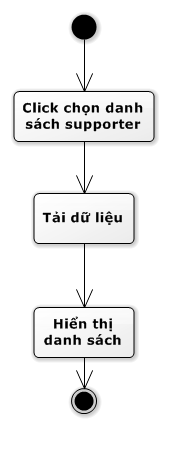 Click chọn danh
sách supporter
Tải dữ liệu
Hiển thị
danh sách